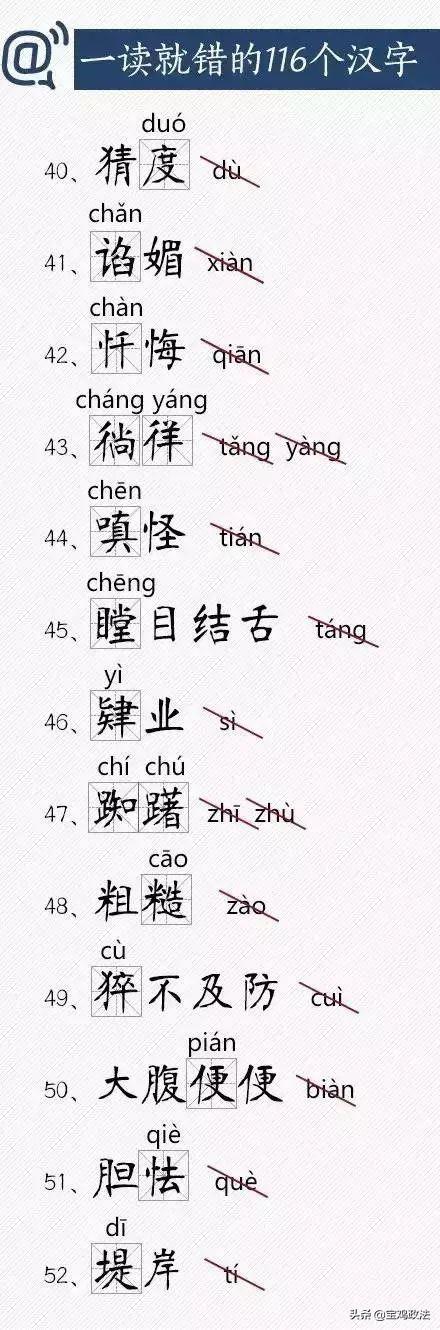 @一读就错的116个汉字
duó
40、猜度 dù
chǎn
41、谄媚 xiàn
chàn
42、忏悔 qiān
cháng yáng
43、徜徉 tǎng yàng
chēn
44、嗔怪 tián
chēng
45、瞠目结舌 táng
yì
46、肄业 sì
chí chú
47、踟躇 zhī zhù
cāo
48、粗糙 zào
cù
49、猝不及防 cuì
pián
50、大腹便便 biàn
qiè
51、胆怯 què
dī
52、堤岸 tí
头条 @宝鸡政法